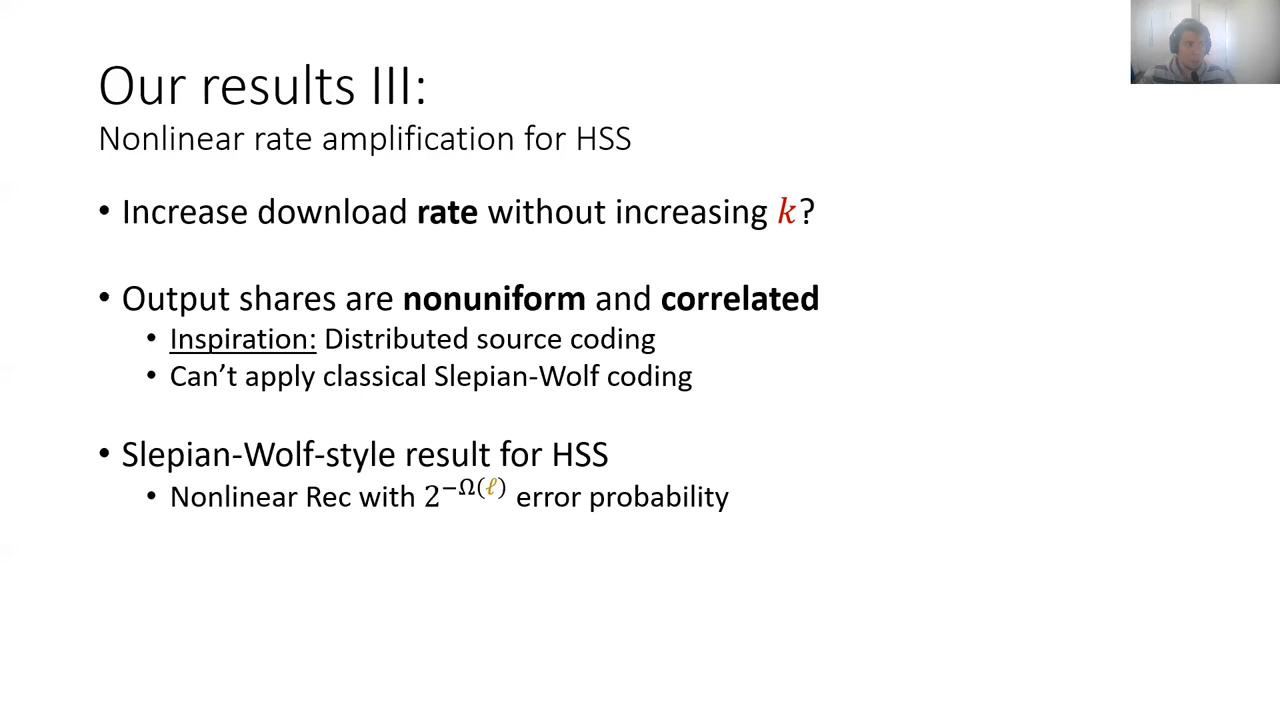 Our results III:
Nonlinear rate amplification for HSS
• Increase download rate without increasing k?
• Output shares are nonuniform and correlated
• Inspiration: Distributed source coding
• Can't apply classical Slepian-Wolf coding
• Slepian-Wolf-style result for HSS
• Nonlinear Rec with 2^{−Ω(ℓ)} error probability